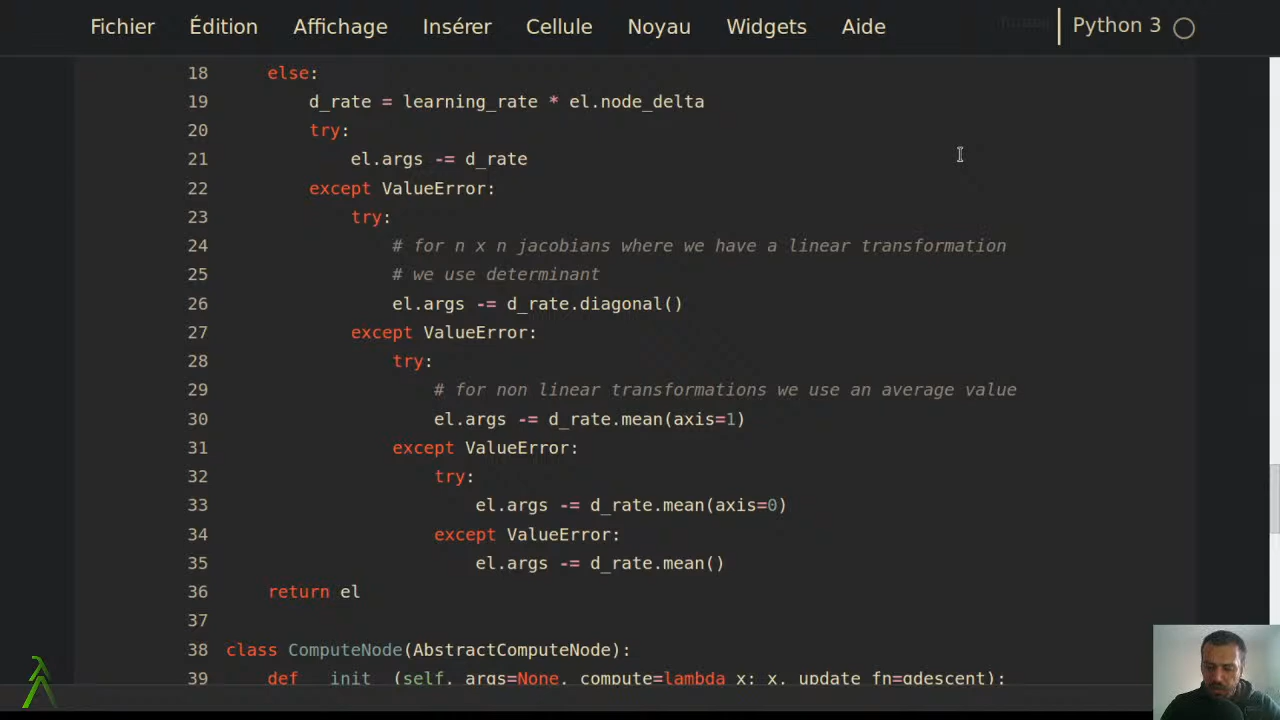 Fichier Édition Affichage Insérer Cellule Noyau Widgets Aide Python 3
18 else:
19 d_rate = learning_rate * el.node_delta
20 try:
21 el.args -= d_rate
22 except ValueError:
23 try:
24 # for n x n jacobians where we have a linear transformation
25 # we use determinant
26 el.args -= d_rate.diagonal()
27 except ValueError:
28 try:
29 # for non linear transformations we use an average value
30 el.args -= d_rate.mean(axis=1)
31 except ValueError:
32 try:
33 el.args -= d_rate.mean(axis=0)
34 except ValueError:
35 el.args -= d_rate.mean()
36 return el
37
38 class ComputeNode(AbstractComputeNode):
39 def __init__(self, args=None, compute=lambda x: x, update_fn=gdescent):